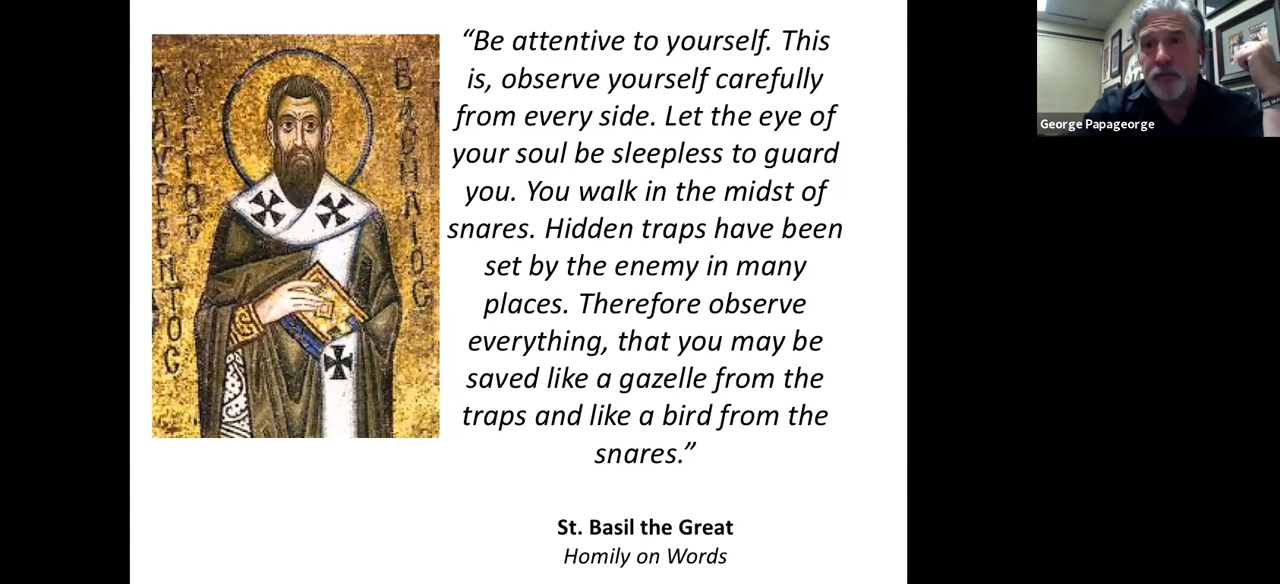 ΛΑΥΡΕΝΤΟC
Ο ΑΓΙΟC
ΒΑCΗΛΙΟC
“Be attentive to yourself. This
is, observe yourself carefully
from every side. Let the eye of
your soul be sleepless to guard
you. You walk in the midst of
snares. Hidden traps have been
set by the enemy in many
places. Therefore observe
everything, that you may be
saved like a gazelle from the
traps and like a bird from the
snares.”
St. Basil the Great
Homily on Words
George Papageorge